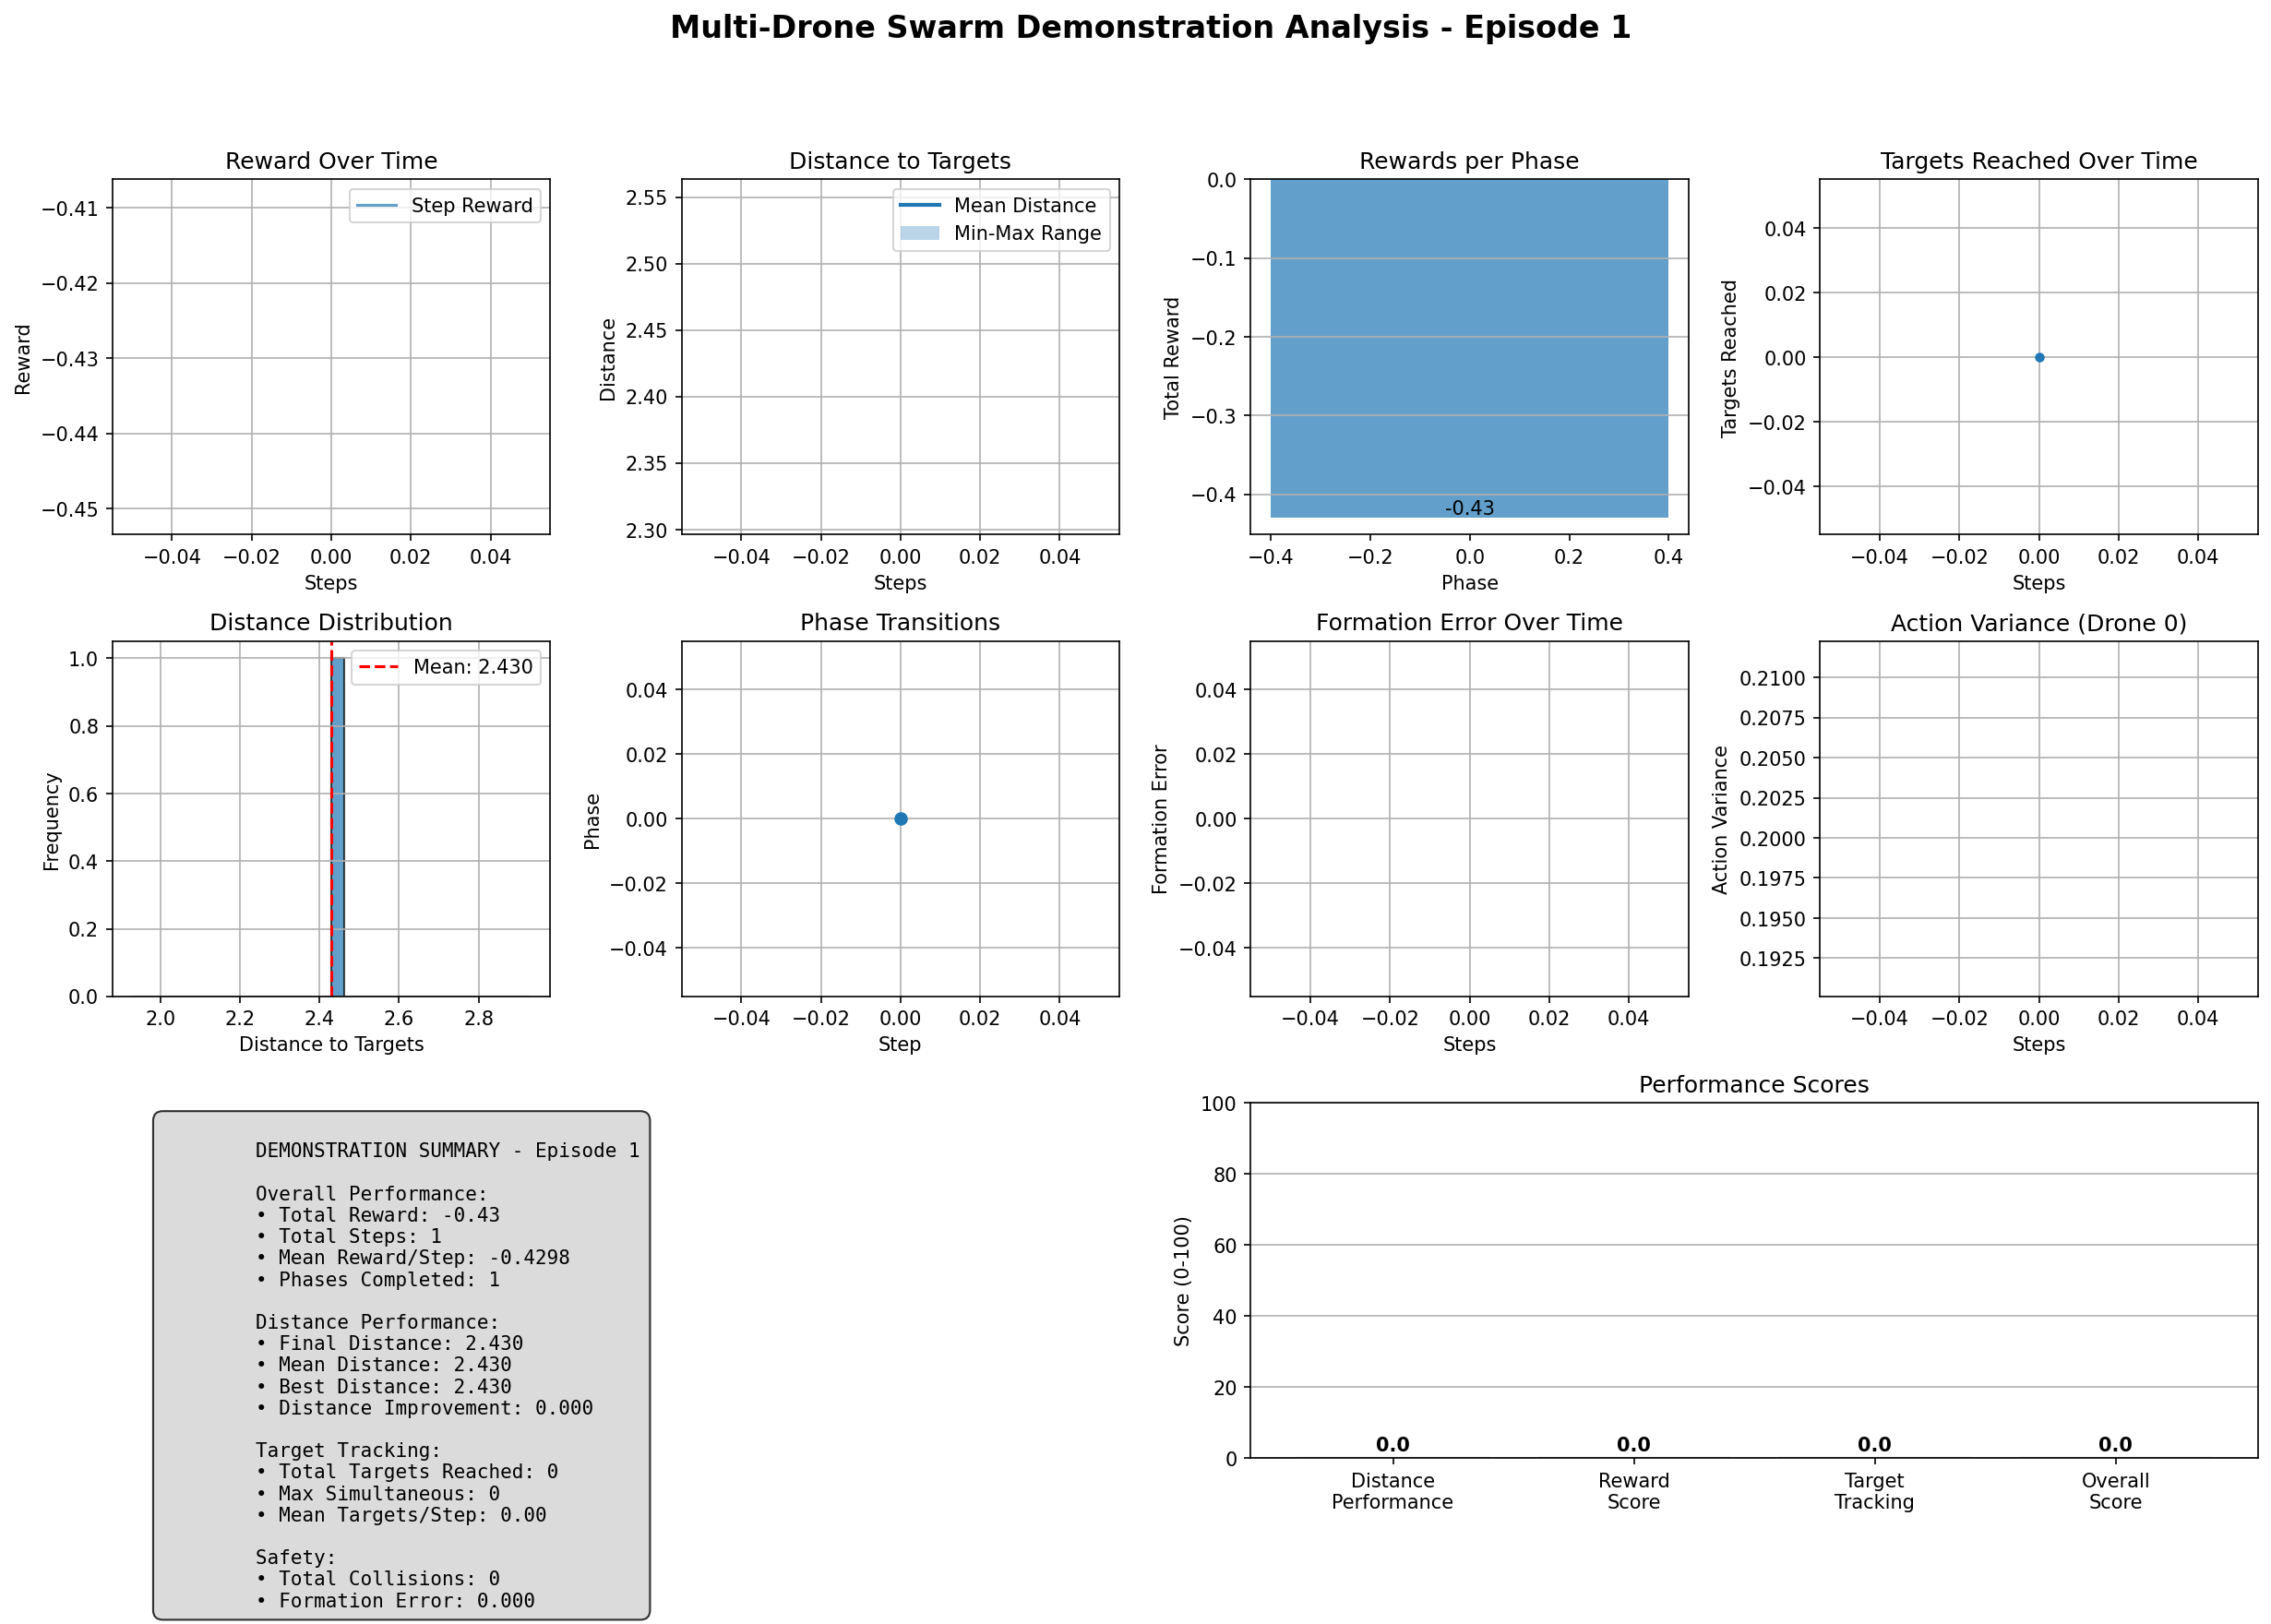 Multi-Drone Swarm Demonstration Analysis - Episode 1
Reward Over Time
−0.41
−0.42
−0.43
−0.44
−0.45
Reward
Step Reward
−0.04 −0.02 0.00 0.02 0.04
Steps
Distance to Targets
2.55
2.50
2.45
2.40
2.35
2.30
Distance
Mean Distance
Min-Max Range
−0.04 −0.02 0.00 0.02 0.04
Steps
Rewards per Phase
0.0
−0.1
−0.2
−0.3
−0.4
Total Reward
-0.43
−0.4 −0.2 0.0 0.2 0.4
Phase
Targets Reached Over Time
0.04
0.02
0.00
−0.02
−0.04
Targets Reached
−0.04 −0.02 0.00 0.02 0.04
Steps
Distance Distribution
1.0
0.8
0.6
0.4
0.2
0.0
Frequency
Mean: 2.430
2.0 2.2 2.4 2.6 2.8
Distance to Targets
Phase Transitions
0.04
0.02
0.00
−0.02
−0.04
Phase
−0.04 −0.02 0.00 0.02 0.04
Step
Formation Error Over Time
0.04
0.02
0.00
−0.02
−0.04
Formation Error
−0.04 −0.02 0.00 0.02 0.04
Steps
Action Variance (Drone 0)
0.2100
0.2075
0.2050
0.2025
0.2000
0.1975
0.1950
0.1925
Action Variance
−0.04 −0.02 0.00 0.02 0.04
Steps
DEMONSTRATION SUMMARY - Episode 1
Overall Performance:
• Total Reward: -0.43
• Total Steps: 1
• Mean Reward/Step: -0.4298
• Phases Completed: 1
Distance Performance:
• Final Distance: 2.430
• Mean Distance: 2.430
• Best Distance: 2.430
• Distance Improvement: 0.000
Target Tracking:
• Total Targets Reached: 0
• Max Simultaneous: 0
• Mean Targets/Step: 0.00
Safety:
• Total Collisions: 0
• Formation Error: 0.000
Performance Scores
100
80
60
40
20
0
Score (0-100)
0.0 0.0 0.0 0.0
Distance
Performance
Reward
Score
Target
Tracking
Overall
Score